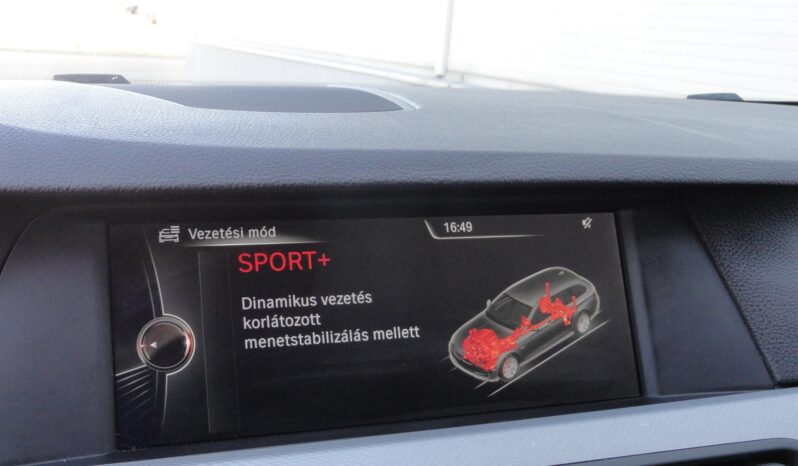 Vezetési mód
16:49
SPORT+
Dinamikus vezetés
korlátozott
menetstabilizálás mellett